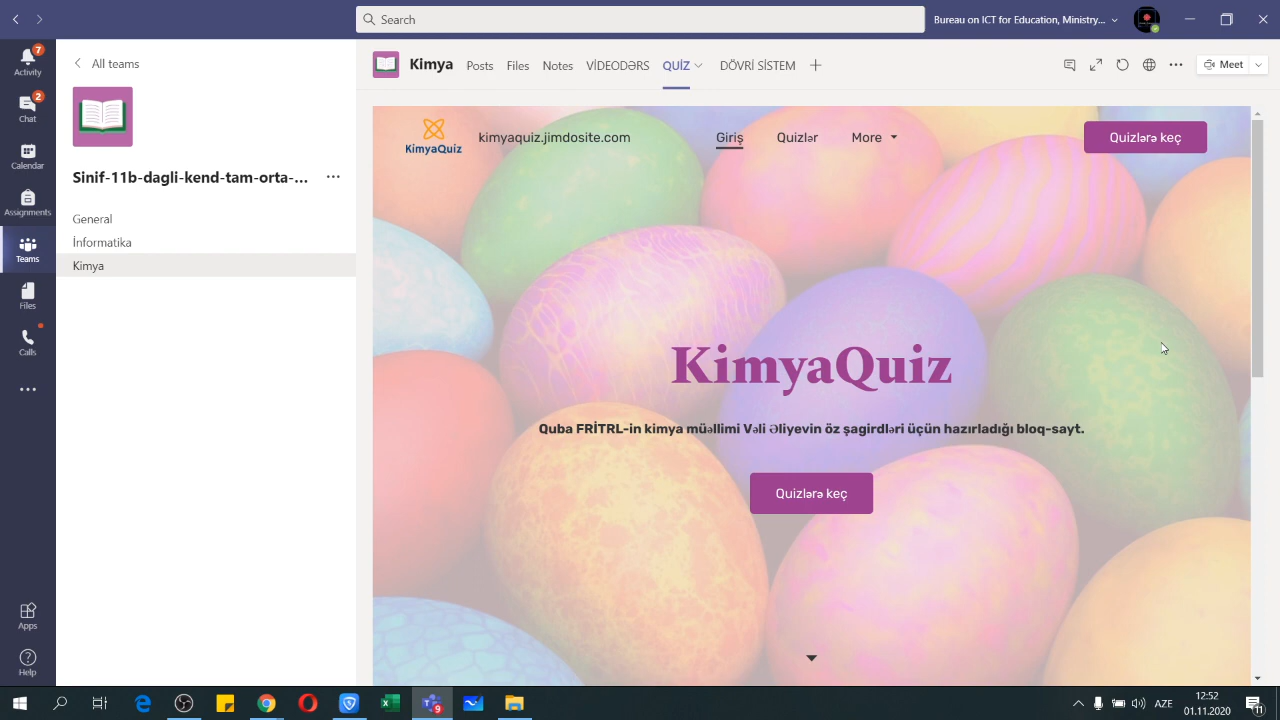 Search
Bureau on ICT for Education, Ministry...
7
Activity
2
Chat
Calendar
Assignments
Teams
Files
Calls
Apps
Help
All teams
Sinif-11b-dagli-kend-tam-orta-...
General
İnformatika
Kimya
Kimya
Posts
Files
Notes
VİDEODƏRS
QUİZ
DÖVRİ SİSTEM
Meet
KimyaQuiz
kimyaquiz.jimdosite.com
Giriş
Quizlər
More
Quizlərə keç
KimyaQuiz
Quba FRİTRL-in kimya müəllimi Vəli Əliyevin öz şagirdləri üçün hazırladığı bloq-sayt.
Quizlərə keç
9
AZE
12:52
01.11.2020
11